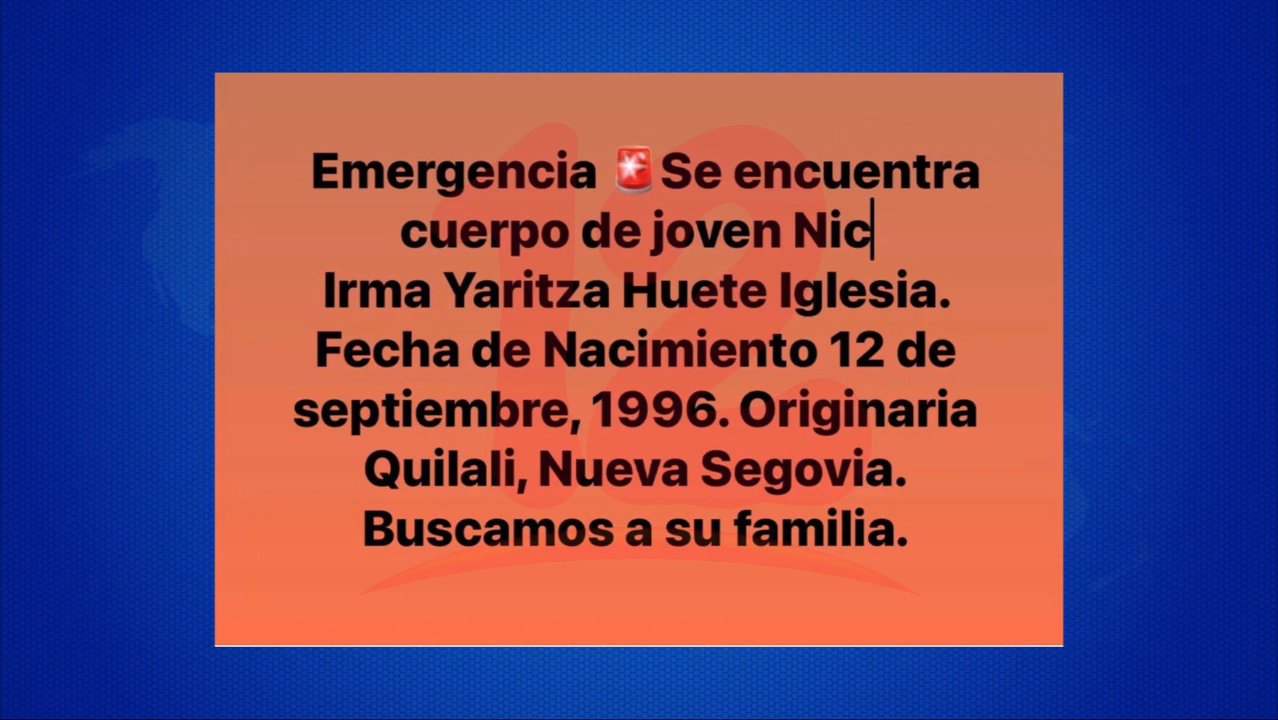 Emergencia 🚨Se encuentra
cuerpo de joven Nic
Irma Yaritza Huete Iglesia.
Fecha de Nacimiento 12 de
septiembre, 1996. Originaria
Quilali, Nueva Segovia.
Buscamos a su familia.
12